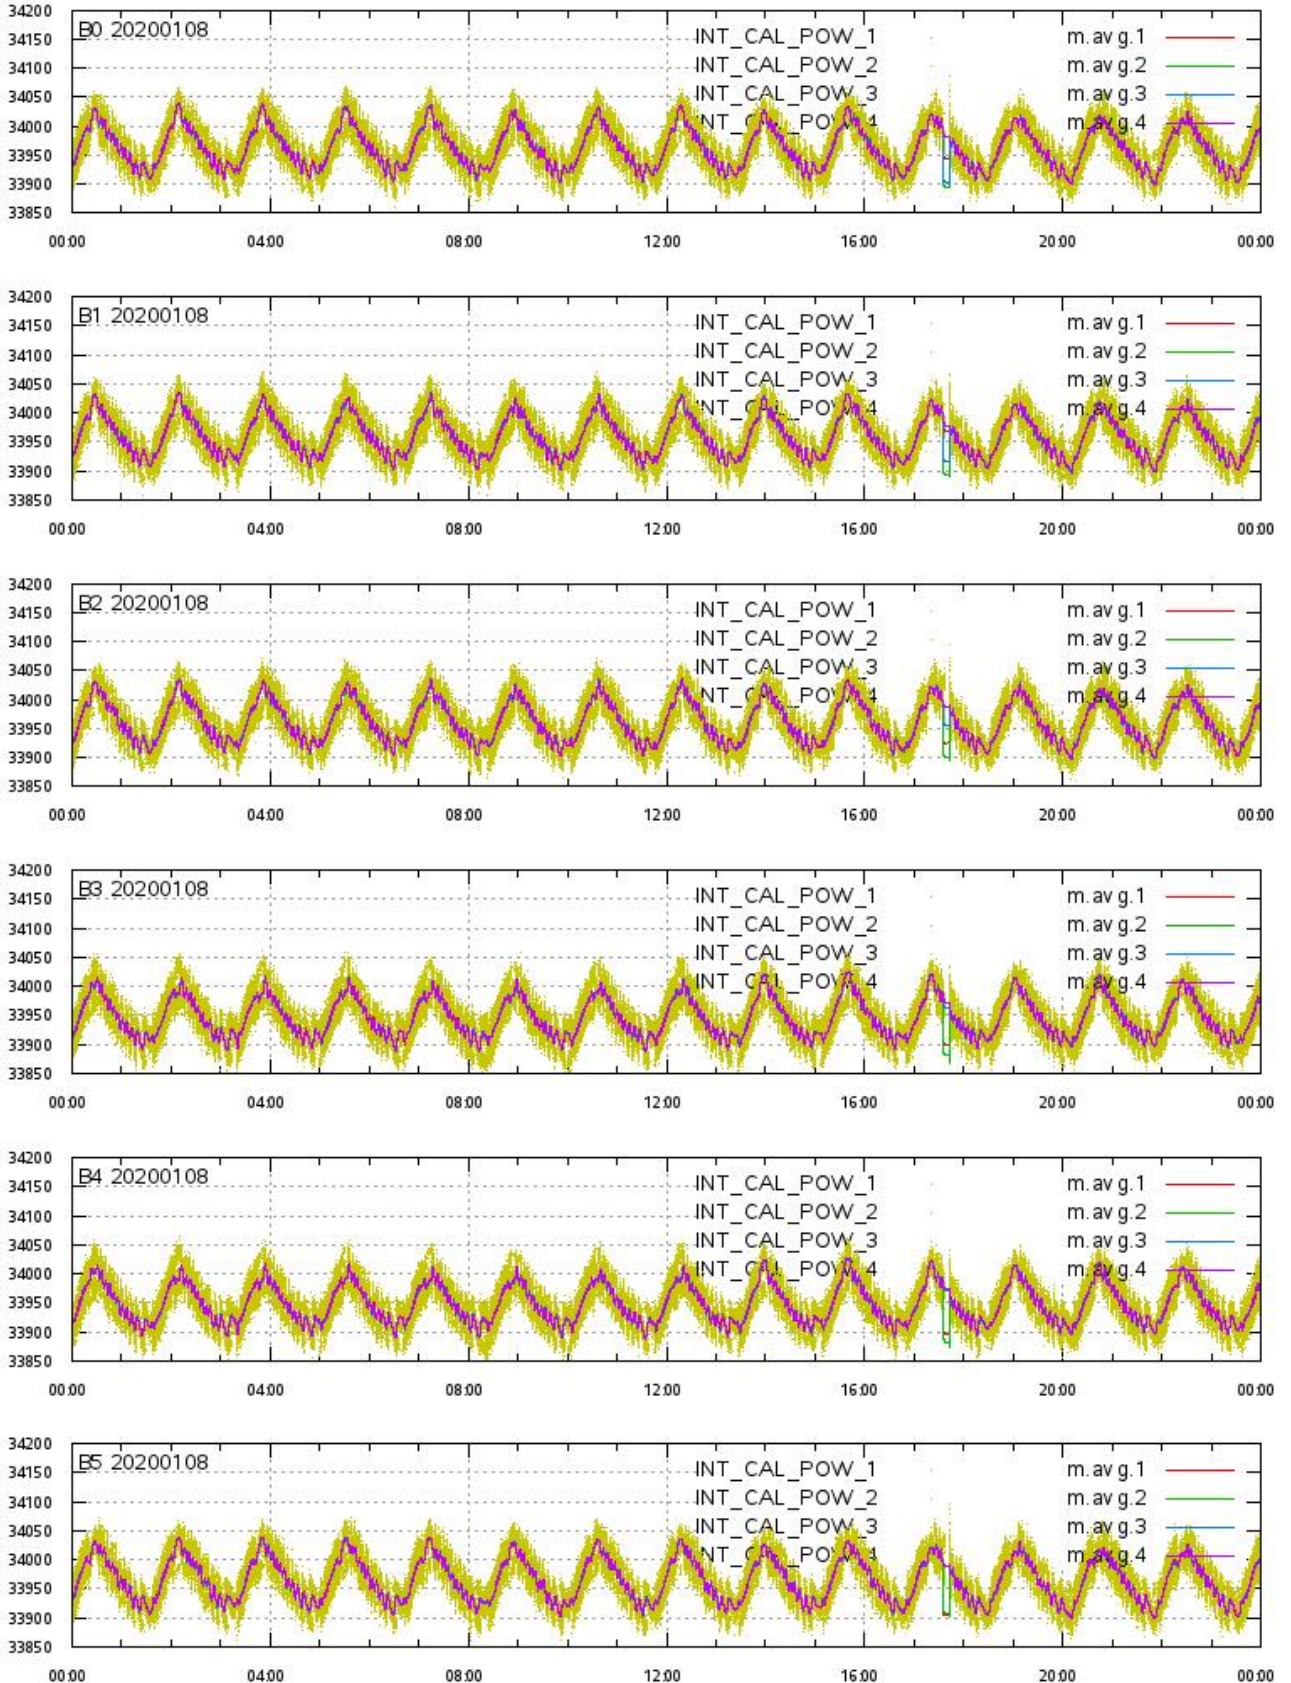 34200
B0 20200108 INT_CAL_POW_1 m.avg.1
34150
INT_CAL_POW_2 m.avg.2
34100
INT_CAL_POW_3 m.avg.3
34050
INT_CAL_POW_4 m.avg.4
34000
33950
33900
33850
00:00 04:00 08:00 12:00 16:00 20:00 00:00
34200
B1 20200108 INT_CAL_POW_1 m.avg.1
34150
INT_CAL_POW_2 m.avg.2
34100
INT_CAL_POW_3 m.avg.3
34050
INT_CAL_POW_4 m.avg.4
34000
33950
33900
33850
00:00 04:00 08:00 12:00 16:00 20:00 00:00
34200
B2 20200108 INT_CAL_POW_1 m.avg.1
34150
INT_CAL_POW_2 m.avg.2
34100
INT_CAL_POW_3 m.avg.3
34050
INT_CAL_POW_4 m.avg.4
34000
33950
33900
33850
00:00 04:00 08:00 12:00 16:00 20:00 00:00
34200
B3 20200108 INT_CAL_POW_1 m.avg.1
34150
INT_CAL_POW_2 m.avg.2
34100
INT_CAL_POW_3 m.avg.3
34050
INT_CAL_POW_4 m.avg.4
34000
33950
33900
33850
00:00 04:00 08:00 12:00 16:00 20:00 00:00
34200
B4 20200108 INT_CAL_POW_1 m.avg.1
34150
INT_CAL_POW_2 m.avg.2
34100
INT_CAL_POW_3 m.avg.3
34050
INT_CAL_POW_4 m.avg.4
34000
33950
33900
33850
00:00 04:00 08:00 12:00 16:00 20:00 00:00
34200
B5 20200108 INT_CAL_POW_1 m.avg.1
34150
INT_CAL_POW_2 m.avg.2
34100
INT_CAL_POW_3 m.avg.3
34050
INT_CAL_POW_4 m.avg.4
34000
33950
33900
33850
00:00 04:00 08:00 12:00 16:00 20:00 00:00